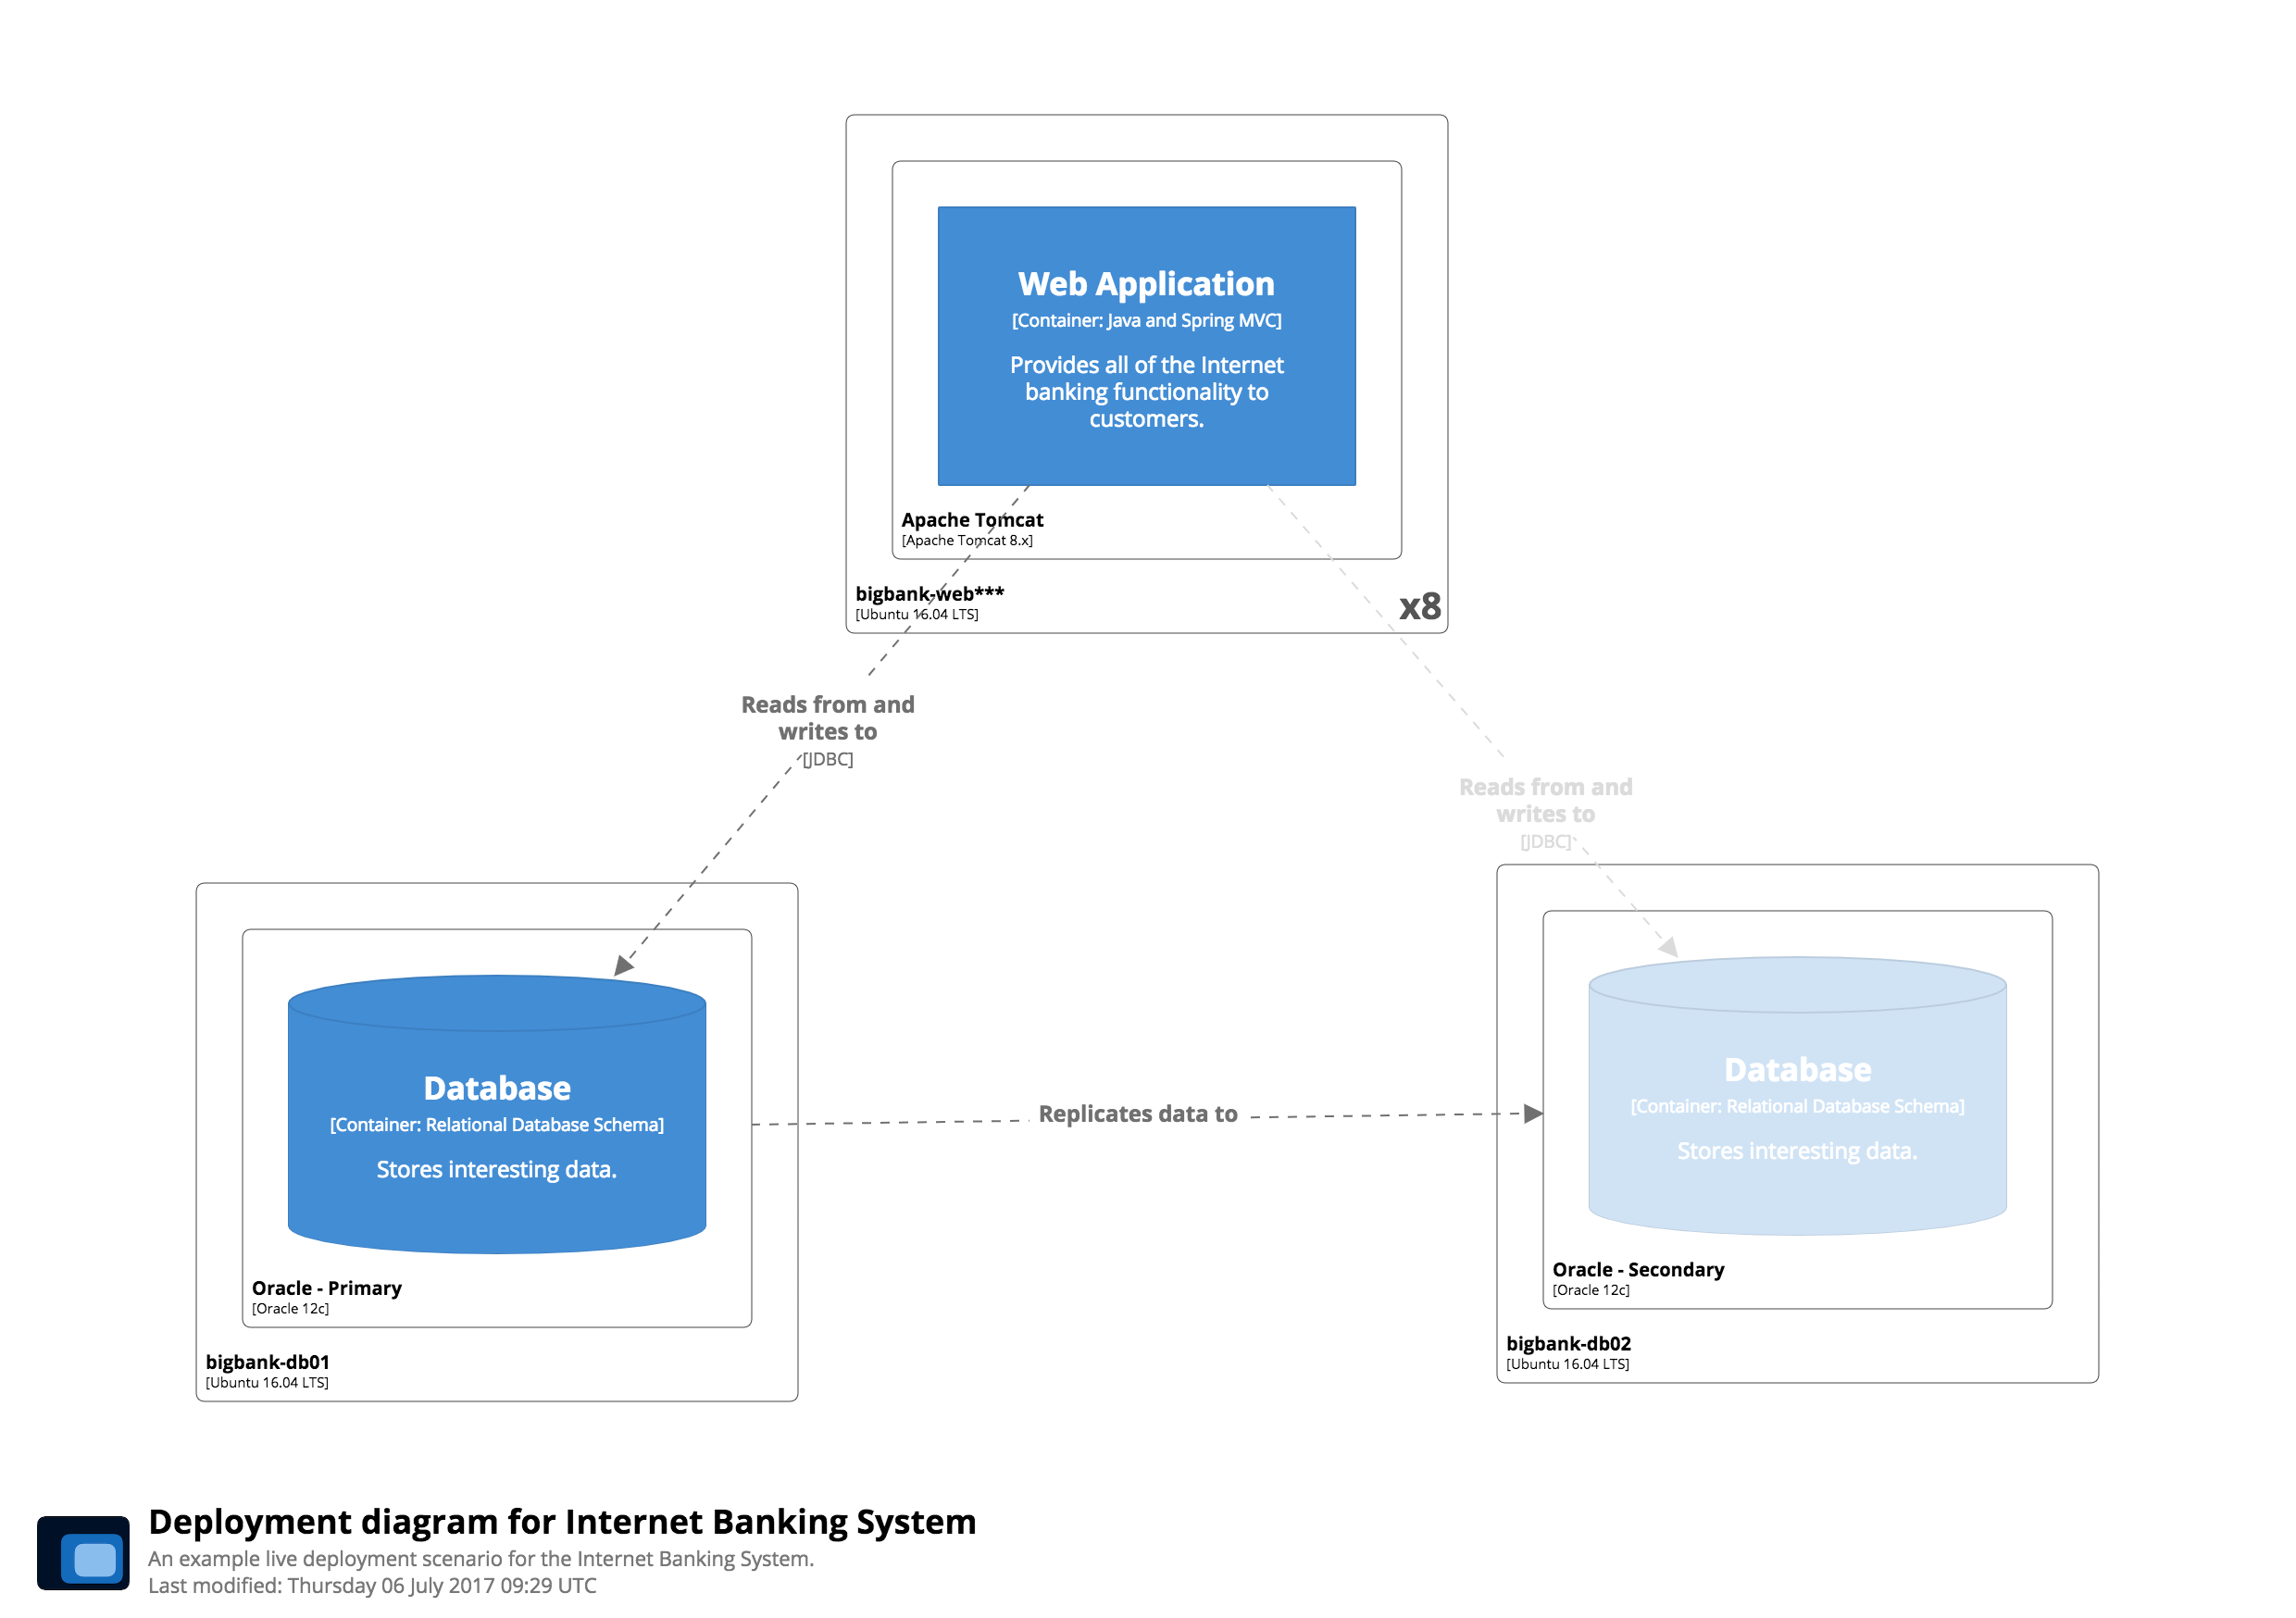 Web Application
[Container: Java and Spring MVC]
Provides all of the Internet
banking functionality to
customers.
Apache Tomcat
[Apache Tomcat 8.x]
bigbank-web***
[Ubuntu 16.04 LTS]
x8
Reads from and
writes to
[JDBC]
Reads from and
writes to
[JDBC]
Database
[Container: Relational Database Schema]
Stores interesting data.
Oracle - Primary
[Oracle 12c]
bigbank-db01
[Ubuntu 16.04 LTS]
Replicates data to
Database
[Container: Relational Database Schema]
Stores interesting data.
Oracle - Secondary
[Oracle 12c]
bigbank-db02
[Ubuntu 16.04 LTS]
Deployment diagram for Internet Banking System
An example live deployment scenario for the Internet Banking System.
Last modified: Thursday 06 July 2017 09:29 UTC